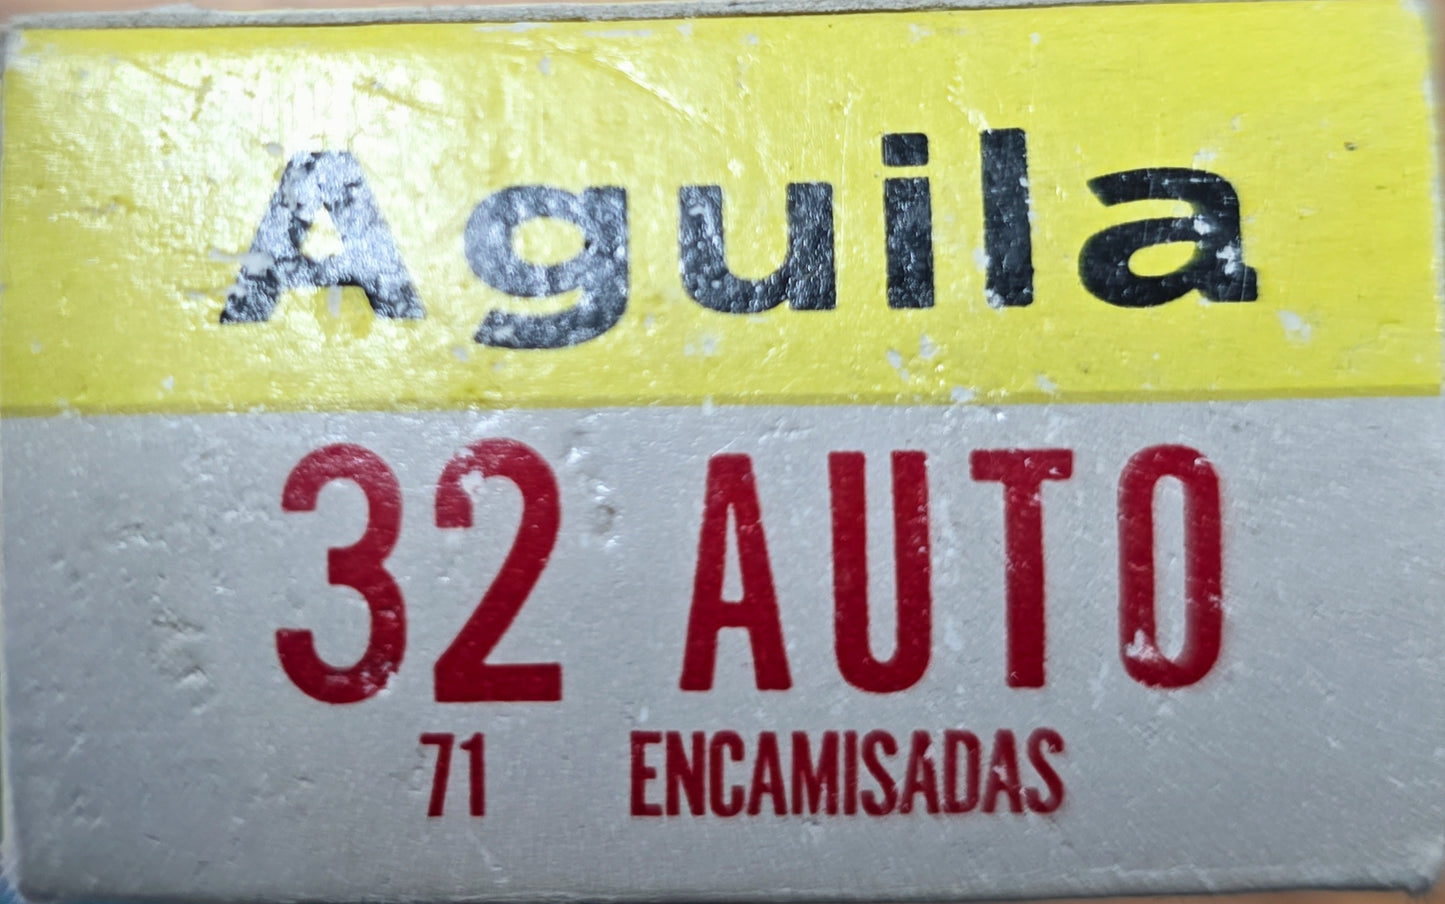 Aguila
32 AUTO
71 ENCAMISADAS